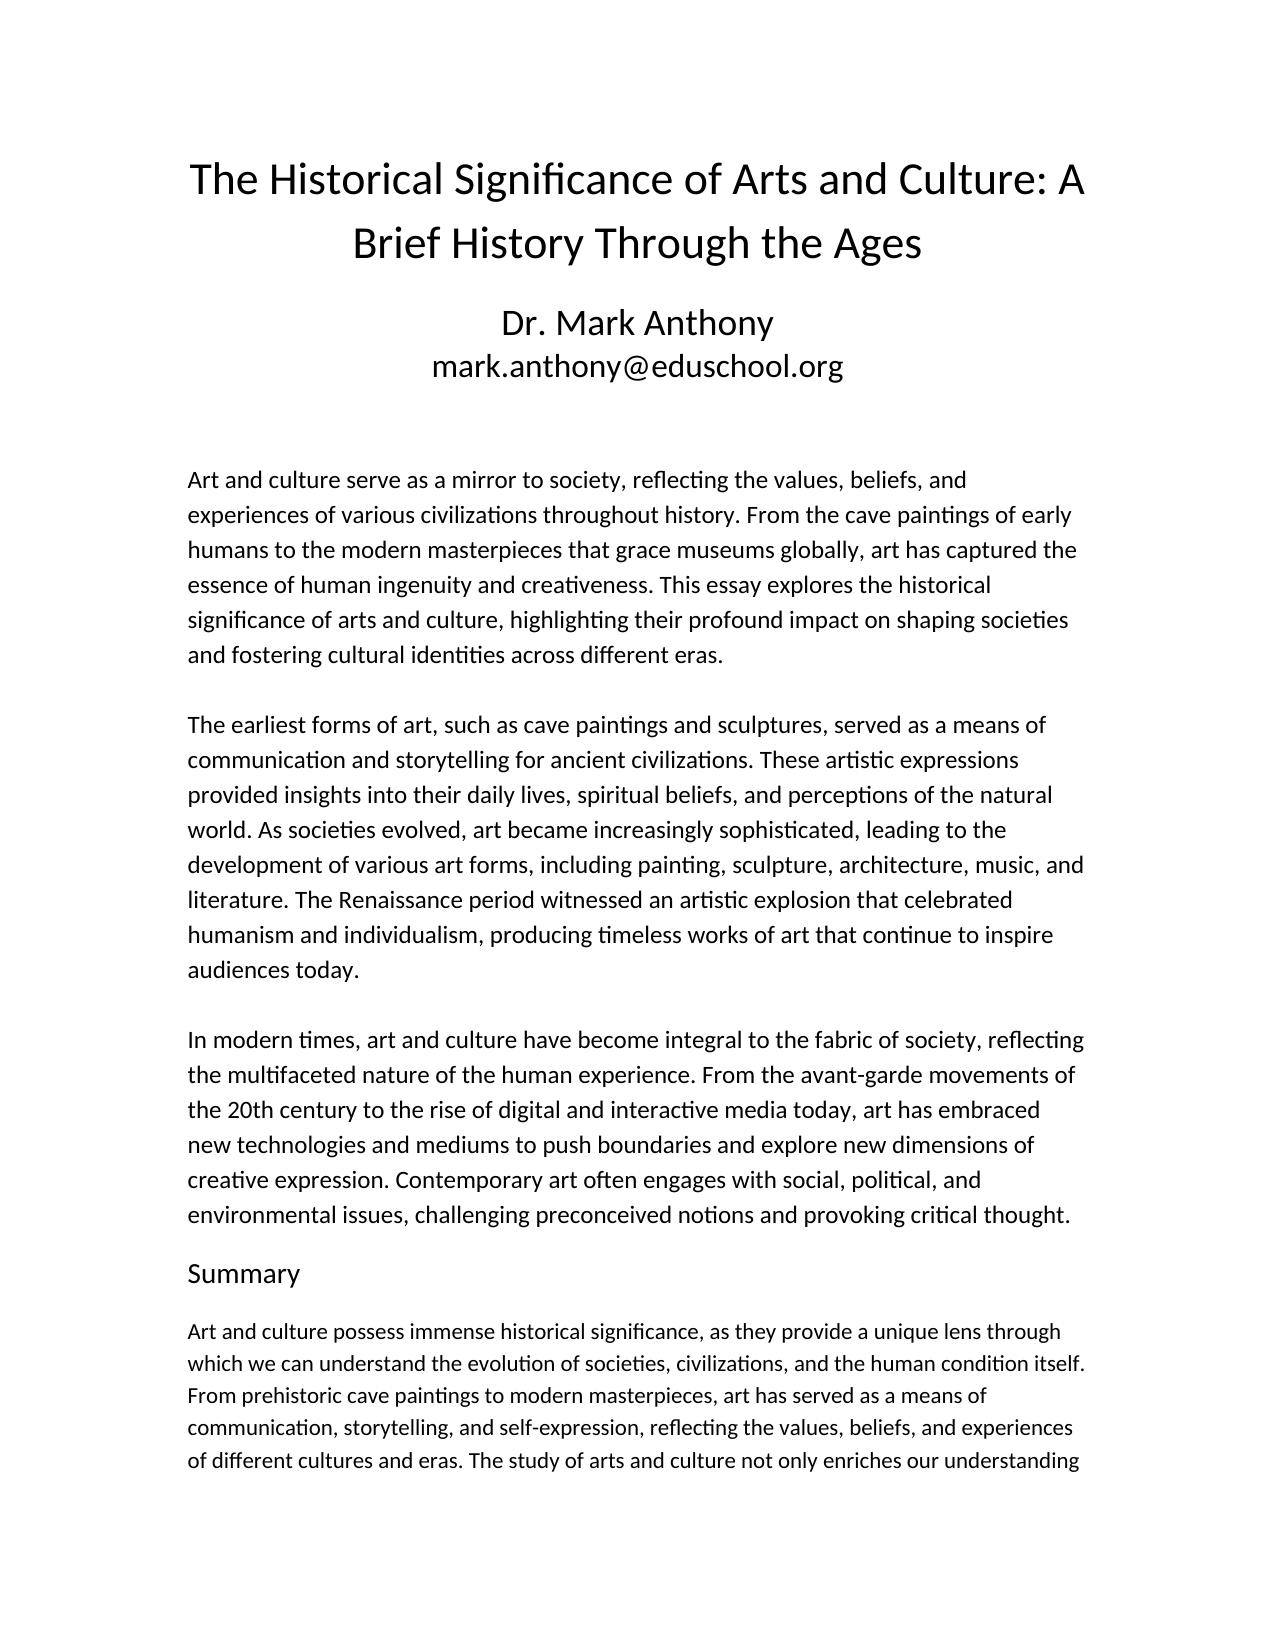 The Historical Significance of Arts and Culture: A
Brief History Through the Ages
Dr. Mark Anthony
mark.anthony@eduschool.org
Art and culture serve as a mirror to society, reflecting the values, beliefs, and
experiences of various civilizations throughout history. From the cave paintings of early
humans to the modern masterpieces that grace museums globally, art has captured the
essence of human ingenuity and creativeness. This essay explores the historical
significance of arts and culture, highlighting their profound impact on shaping societies
and fostering cultural identities across different eras.
The earliest forms of art, such as cave paintings and sculptures, served as a means of
communication and storytelling for ancient civilizations. These artistic expressions
provided insights into their daily lives, spiritual beliefs, and perceptions of the natural
world. As societies evolved, art became increasingly sophisticated, leading to the
development of various art forms, including painting, sculpture, architecture, music, and
literature. The Renaissance period witnessed an artistic explosion that celebrated
humanism and individualism, producing timeless works of art that continue to inspire
audiences today.
In modern times, art and culture have become integral to the fabric of society, reflecting
the multifaceted nature of the human experience. From the avant-garde movements of
the 20th century to the rise of digital and interactive media today, art has embraced
new technologies and mediums to push boundaries and explore new dimensions of
creative expression. Contemporary art often engages with social, political, and
environmental issues, challenging preconceived notions and provoking critical thought.
Summary
Art and culture possess immense historical significance, as they provide a unique lens through
which we can understand the evolution of societies, civilizations, and the human condition itself.
From prehistoric cave paintings to modern masterpieces, art has served as a means of
communication, storytelling, and self-expression, reflecting the values, beliefs, and experiences
of different cultures and eras. The study of arts and culture not only enriches our understanding